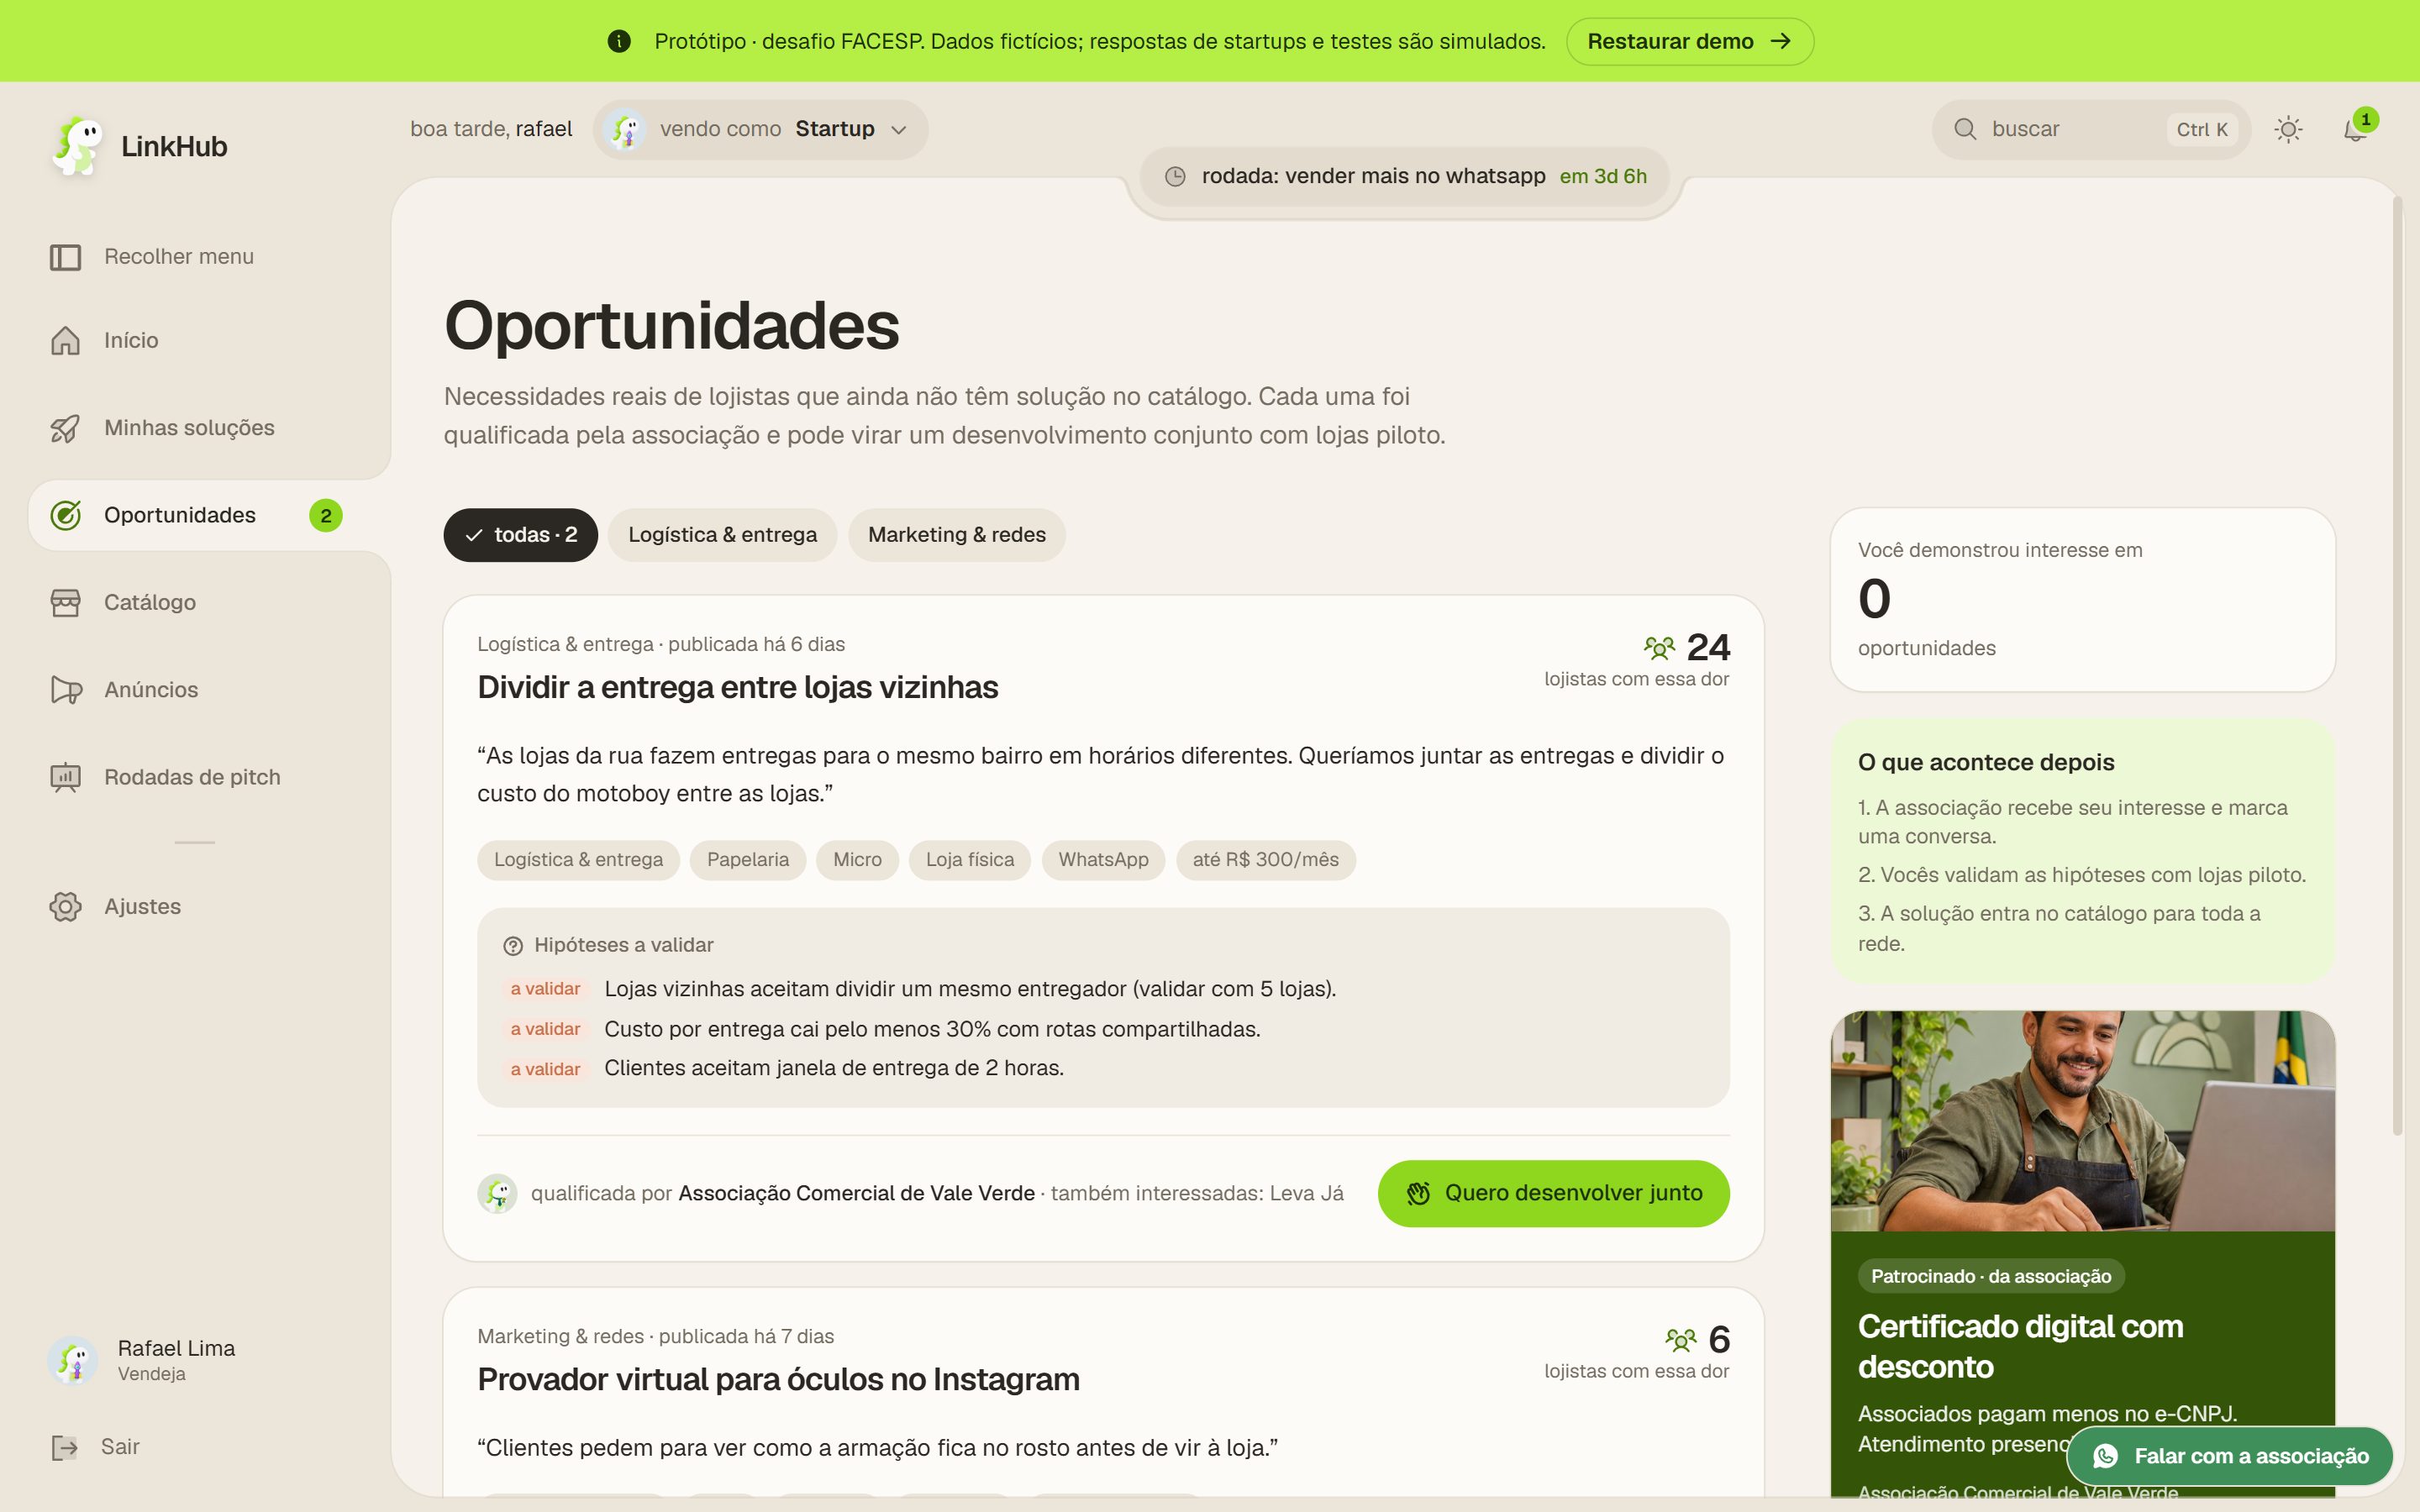 Protótipo · desafio FACESP. Dados fictícios; respostas de startups e testes são simulados.
Restaurar demo
LinkHub
boa tarde, rafael
vendo como Startup
rodada: vender mais no whatsapp em 3d 6h
buscar
Ctrl K
1
Recolher menu
Início
Minhas soluções
Oportunidades
2
Catálogo
Anúncios
Rodadas de pitch
Ajustes
Rafael Lima
Vendeja
Sair
Oportunidades
Necessidades reais de lojistas que ainda não têm solução no catálogo. Cada uma foi
qualificada pela associação e pode virar um desenvolvimento conjunto com lojas piloto.
todas · 2
Logística & entrega
Marketing & redes
Logística & entrega · publicada há 6 dias
Dividir a entrega entre lojas vizinhas
24
lojistas com essa dor
“As lojas da rua fazem entregas para o mesmo bairro em horários diferentes. Queríamos juntar as entregas e dividir o
custo do motoboy entre as lojas.”
Logística & entrega
Papelaria
Micro
Loja física
WhatsApp
até R$ 300/mês
Hipóteses a validar
a validar Lojas vizinhas aceitam dividir um mesmo entregador (validar com 5 lojas).
a validar Custo por entrega cai pelo menos 30% com rotas compartilhadas.
a validar Clientes aceitam janela de entrega de 2 horas.
qualificada por Associação Comercial de Vale Verde · também interessadas: Leva Já
Quero desenvolver junto
Marketing & redes · publicada há 7 dias
Provador virtual para óculos no Instagram
6
lojistas com essa dor
“Clientes pedem para ver como a armação fica no rosto antes de vir à loja.”
Você demonstrou interesse em
0
oportunidades
O que acontece depois
1. A associação recebe seu interesse e marca
uma conversa.
2. Vocês validam as hipóteses com lojas piloto.
3. A solução entra no catálogo para toda a
rede.
Patrocinado · da associação
Certificado digital com
desconto
Associados pagam menos no e-CNPJ.
Atendimento
Associação Comercial de Vale Verde
Falar com a associação